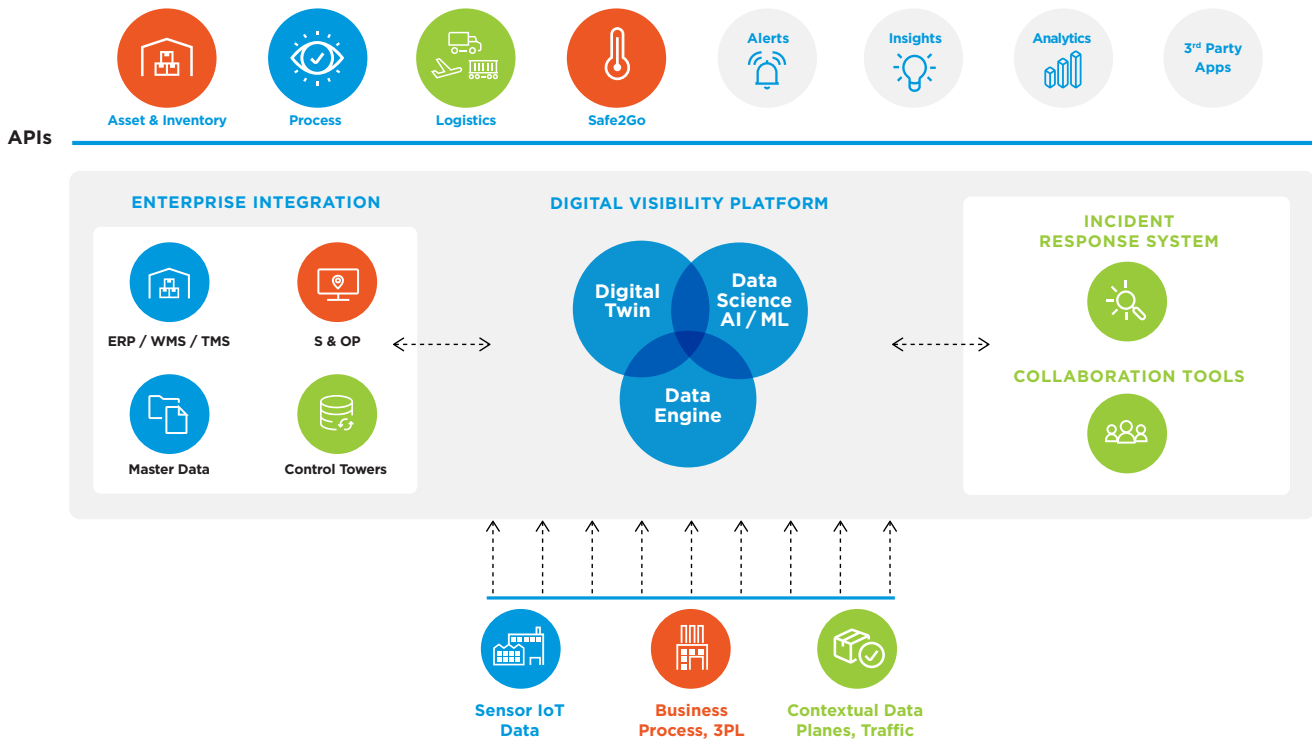 Alerts
Insights
Analytics
3rd Party
Apps
Asset & Inventory
Process
Logistics
Safe2Go
APIs
ENTERPRISE INTEGRATION
DIGITAL VISIBILITY PLATFORM
INCIDENT
RESPONSE SYSTEM
Digital
Twin
Data
Science
AI / ML
ERP / WMS / TMS
S & OP
COLLABORATION TOOLS
Data
Engine
Master Data
Control Towers
Sensor IoT
Data
Business
Process, 3PL
Contextual Data
Planes, Traffic